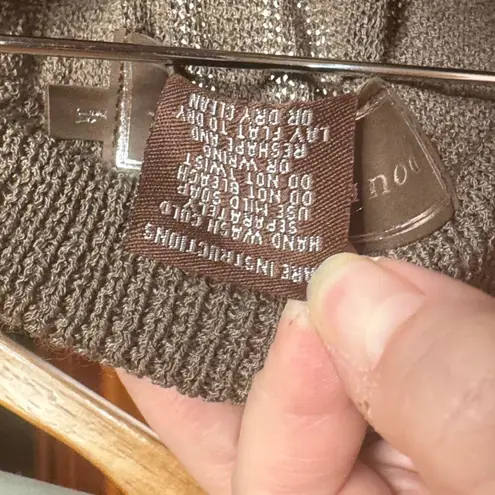 ARE INSTRUCTIONS
HAND WASH COLD
SEPARATELY
USE MILD SOAP
DO NOT BLEACH
DO NOT TWIST
OR WRING
RESHAPE AND
LAY FLAT TO DRY
OR DRY CLEAN